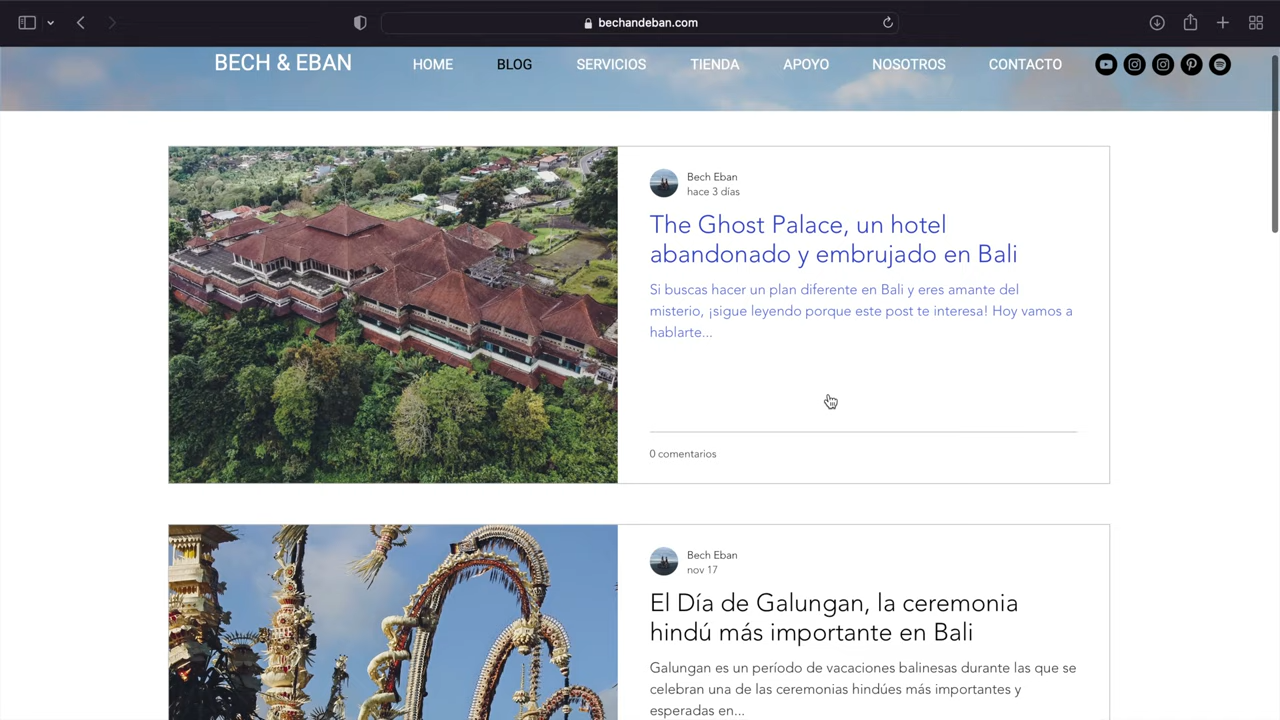 bechandeban.com
BECH & EBAN
HOME
BLOG
SERVICIOS
TIENDA
APOYO
NOSOTROS
CONTACTO
Bech Eban
hace 3 días
The Ghost Palace, un hotel
abandonado y embrujado en Bali
Si buscas hacer un plan diferente en Bali y eres amante del
misterio, ¡sigue leyendo porque este post te interesa! Hoy vamos a
hablarte...
0 comentarios
Bech Eban
nov 17
El Día de Galungan, la ceremonia
hindú más importante en Bali
Galungan es un período de vacaciones balinesas durante las que se
celebran una de las ceremonias hindúes más importantes y
esperadas en...